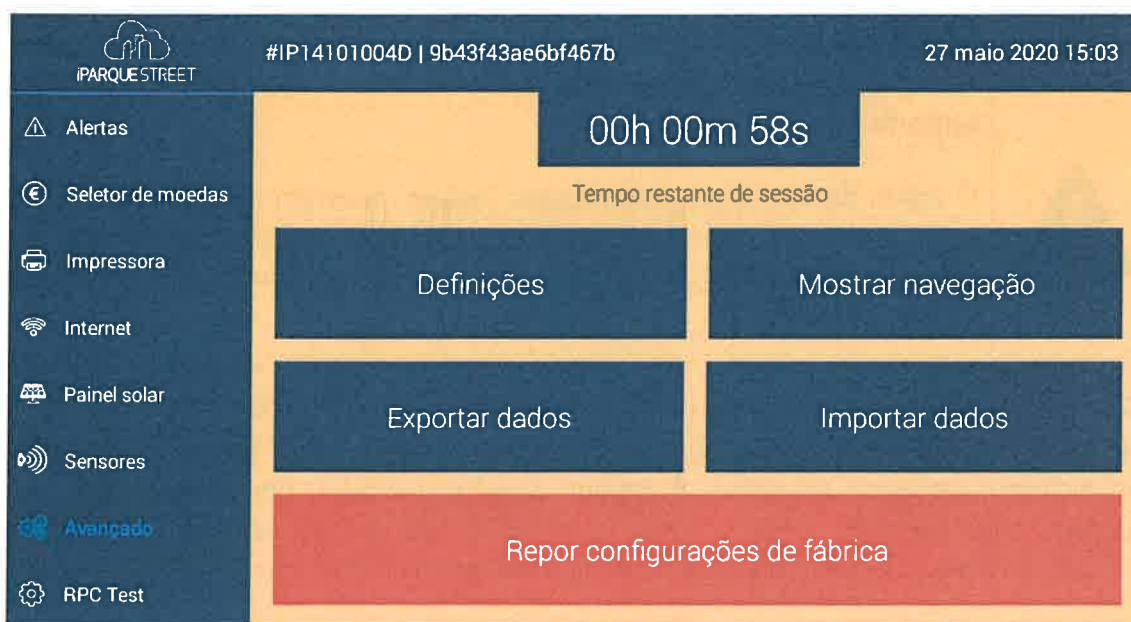 iPARQUE STREET
#IP14101004D | 9b43f43ae6bf467b
27 maio 2020 15:03
Alertas
Seletor de moedas
Impressora
Internet
Painel solar
Sensores
Avançado
RPC Test
00h 00m 58s
Tempo restante de sessão
Definições
Mostrar navegação
Exportar dados
Importar dados
Repor configurações de fábrica